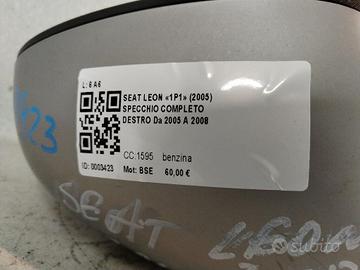 L: 6 A6
SEAT LEON «1P1» (2005)
SPECCHIO COMPLETO
DESTRO Da 2005 A 2008
CC:1595 benzina
ID: 0003423 Mot: BSE 60,00 €
23
SEAT LEON
subito